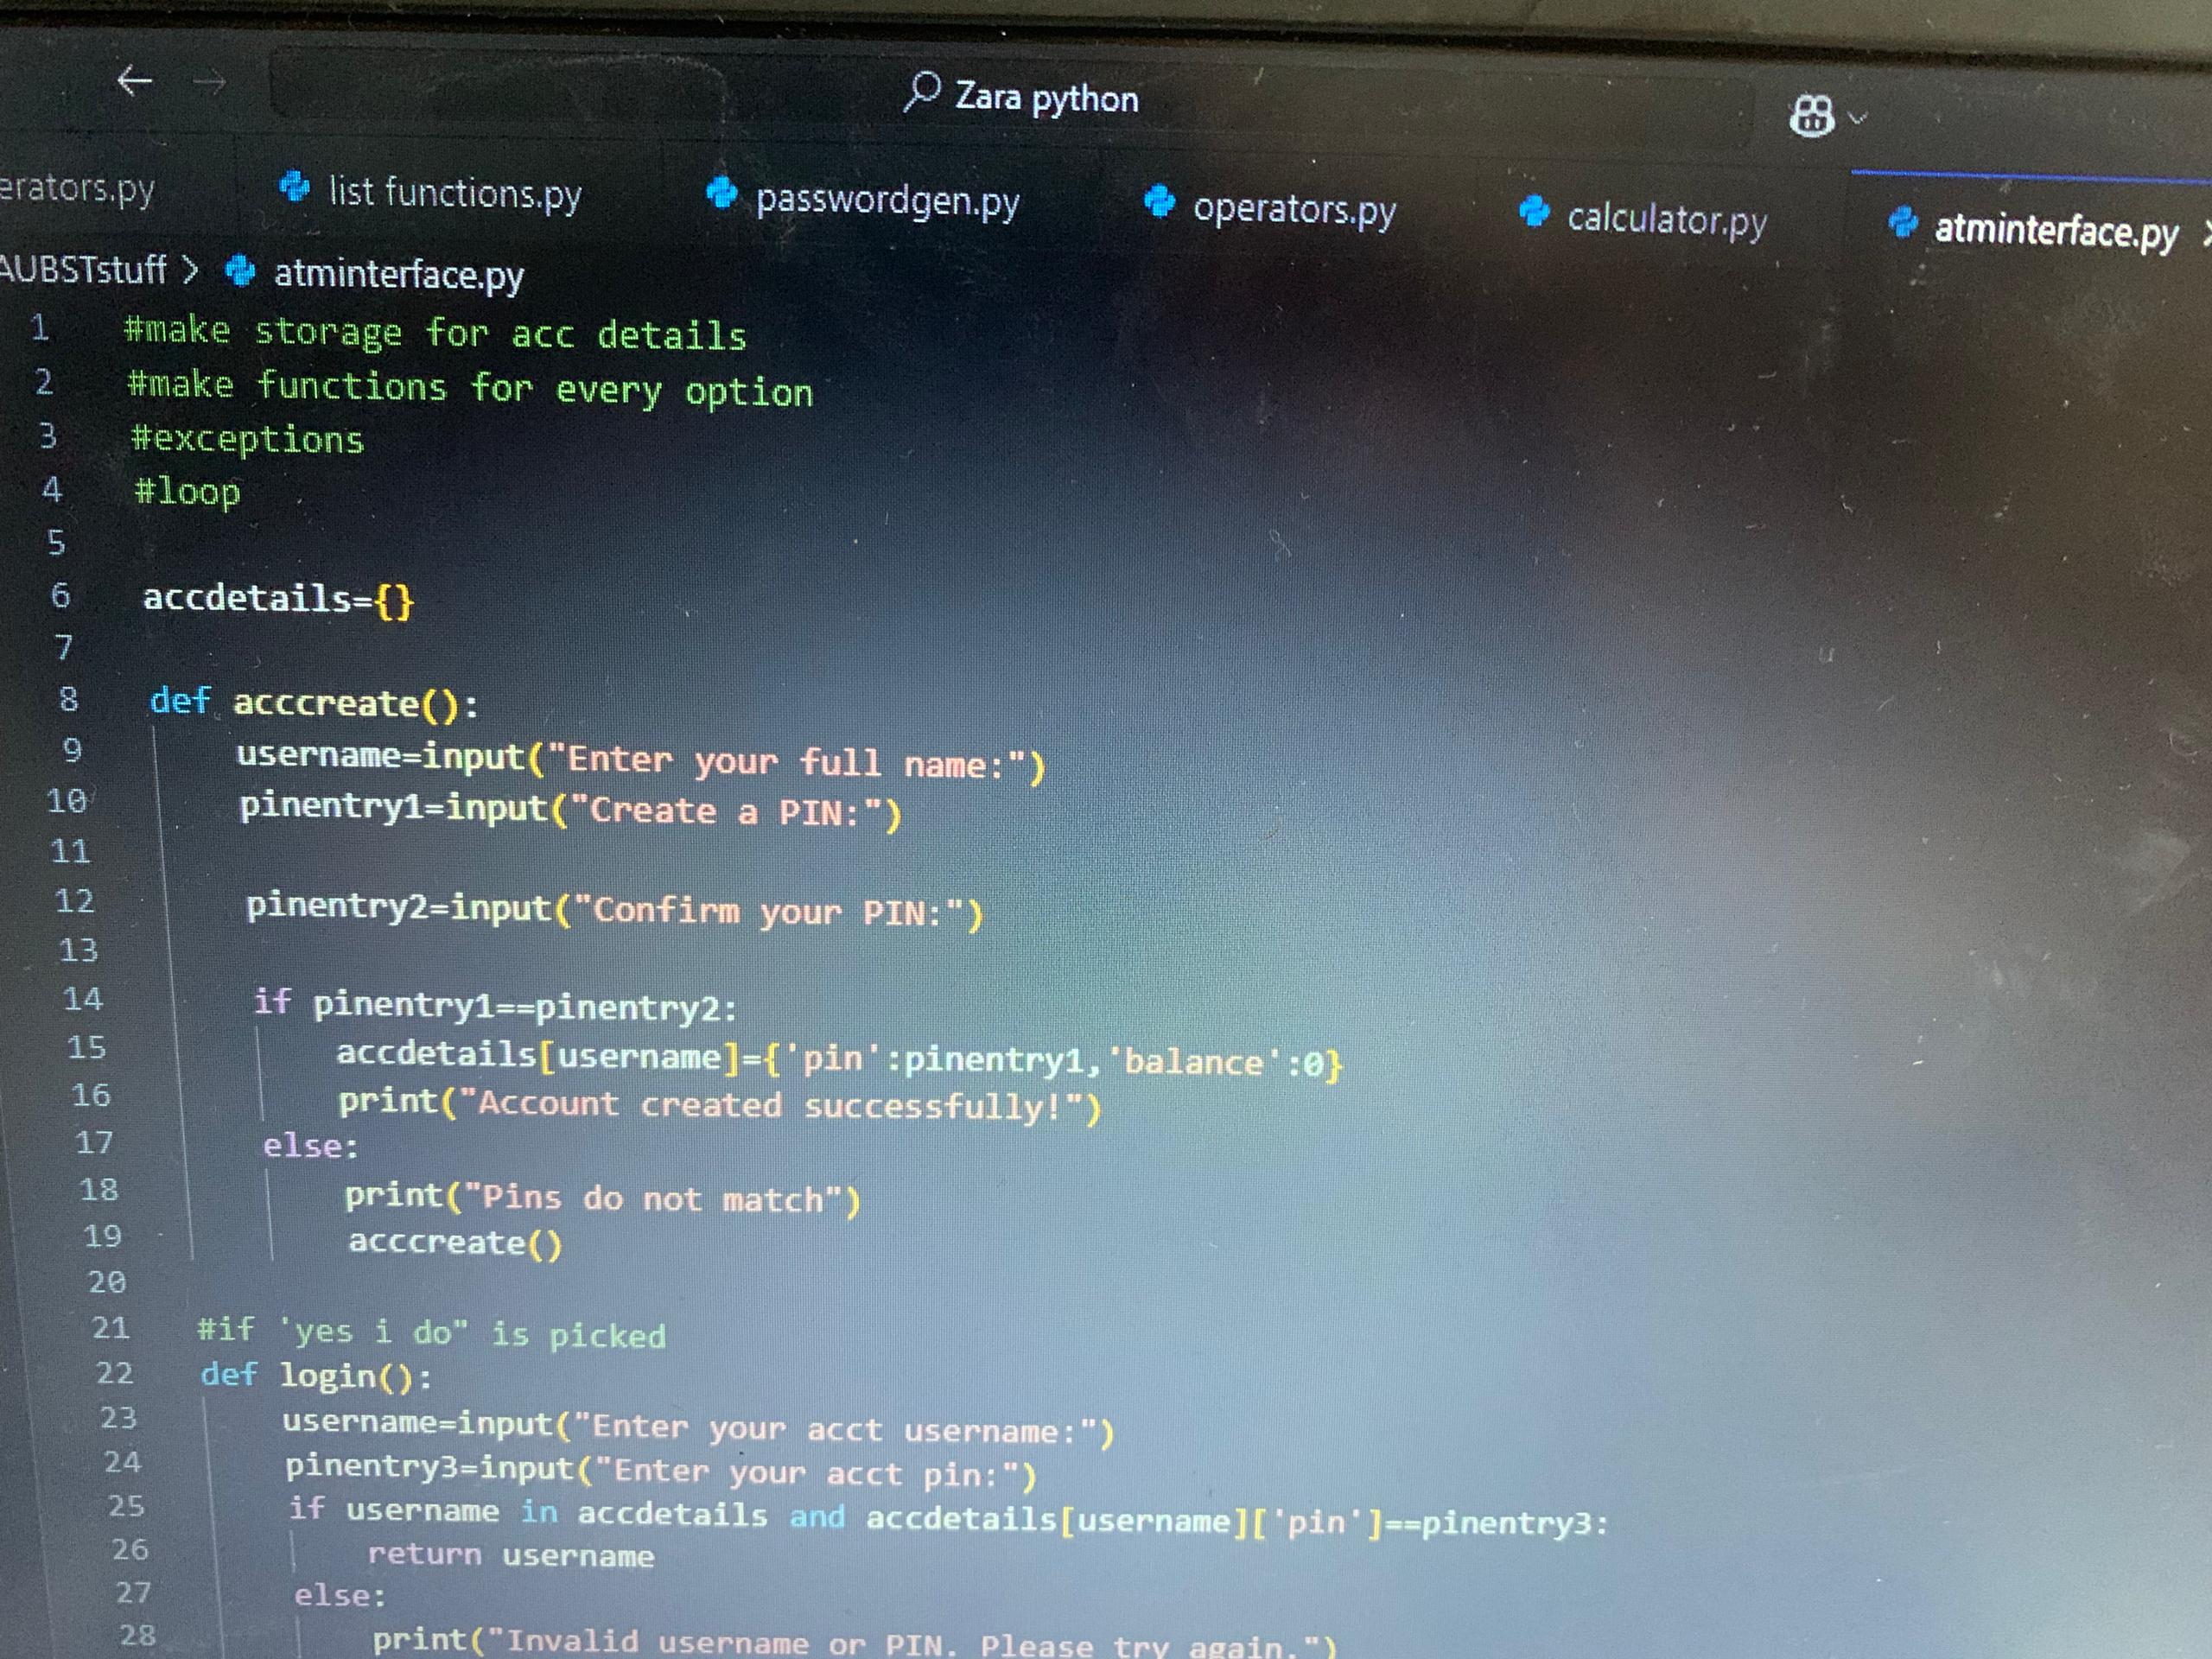 Zara python
erators.py list functions.py passwordgen.py operators.py calculator.py atminterface.py
AUBSTstuff > atminterface.py
1 #make storage for acc details
2 #make functions for every option
3 #exceptions
4 #loop
5
6 accdetails={}
7
8 def acccreate():
9 username=input("Enter your full name:")
10 pinentry1=input("Create a PIN:")
11
12 pinentry2=input("Confirm your PIN:")
13
14 if pinentry1==pinentry2:
15 accdetails[username]={'pin':pinentry1,'balance':0}
16 print("Account created successfully!")
17 else:
18 print("Pins do not match")
19 acccreate()
20
21 #if 'yes i do" is picked
22 def login():
23 username=input("Enter your acct username:")
24 pinentry3=input("Enter your acct pin:")
25 if username in accdetails and accdetails[username]['pin']==pinentry3:
26 return username
27 else:
28 print("Invalid username or PIN. Please try again.")